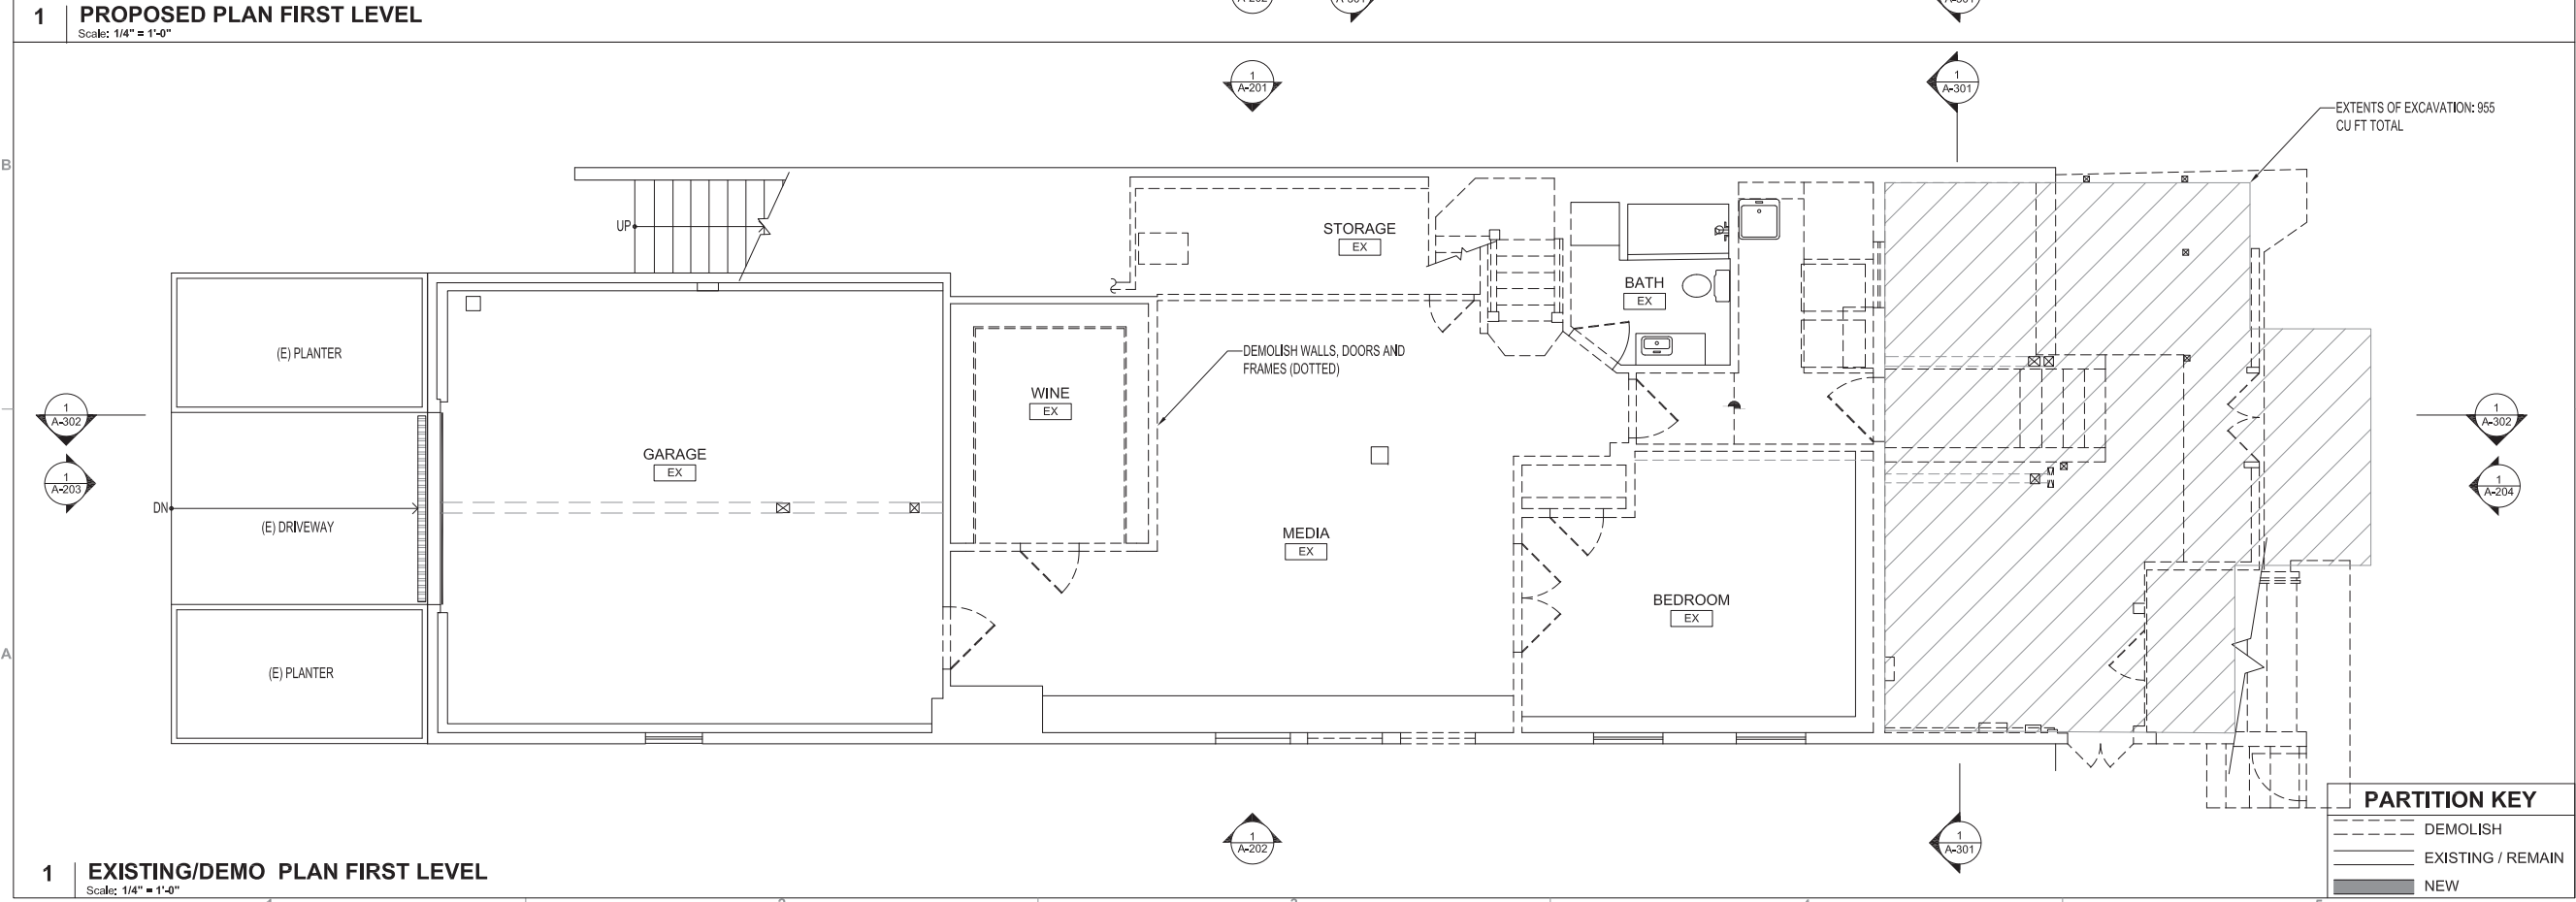 1 PROPOSED PLAN FIRST LEVEL
Scale: 1/4" = 1'-0"
1
A-201
1
A-301
EXTENTS OF EXCAVATION: 955
CU FT TOTAL
B
UP
STORAGE
EX
BATH
EX
(E) PLANTER
DEMOLISH WALLS, DOORS AND
FRAMES (DOTTED)
WINE
EX
1
A-302
1
A-302
GARAGE
EX
1
A-203
1
A-204
DN
(E) DRIVEWAY
MEDIA
EX
BEDROOM
EX
A
(E) PLANTER
PARTITION KEY
DEMOLISH
EXISTING / REMAIN
NEW
1
A-202
1
A-301
1 EXISTING/DEMO PLAN FIRST LEVEL
Scale: 1/4" = 1'-0"